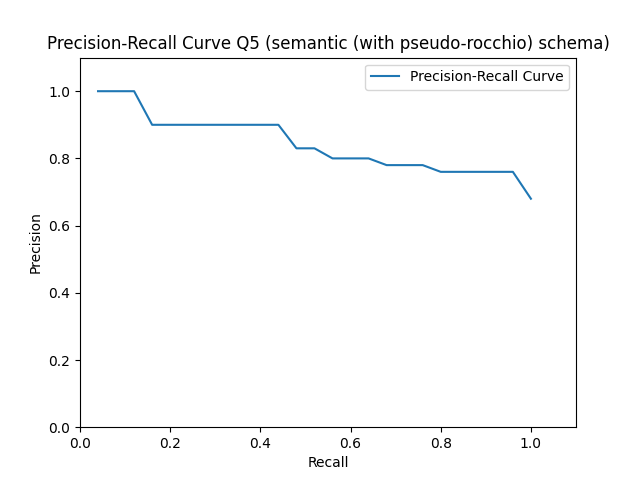 Precision-Recall Curve Q5 (semantic (with pseudo-rocchio) schema)
Precision-Recall Curve
1.0
0.8
0.6
0.4
0.2
0.0
Precision
0.0 0.2 0.4 0.6 0.8 1.0
Recall